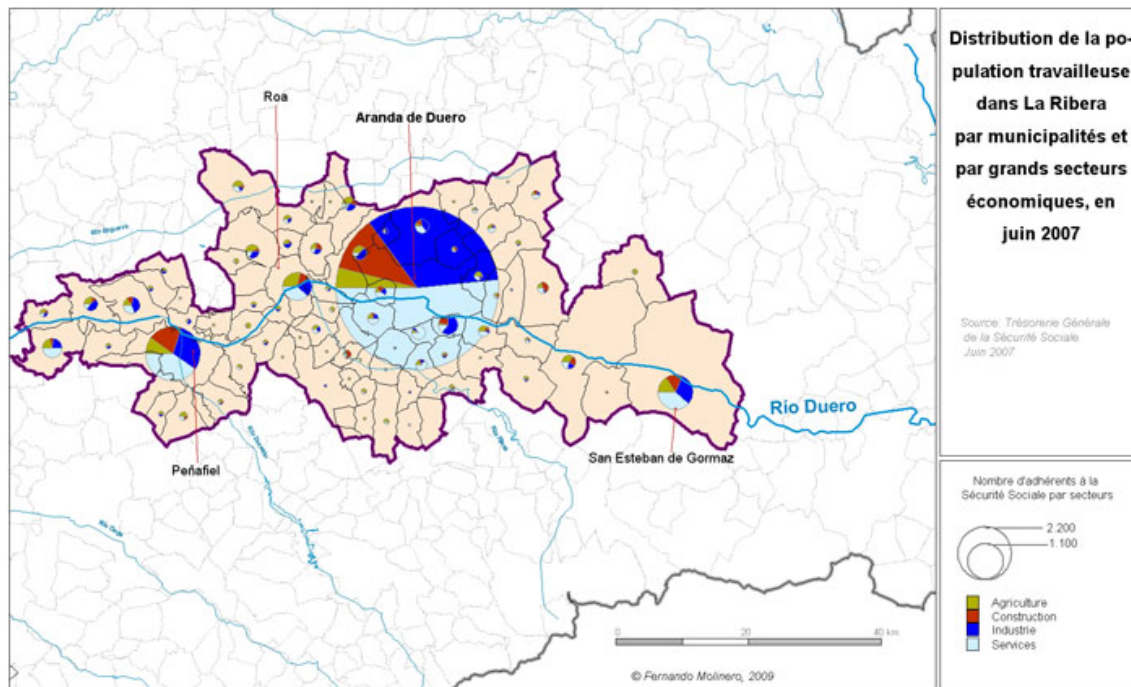 Distribution de la po-
pulation travailleuse
dans La Ribera
par municipalités et
par grands secteurs
économiques, en
juin 2007
Source: Trésorerie Générale
de la Sécurité Sociale
Juin 2007
Roa
Aranda de Duero
Río Duero
San Esteban de Gormaz
Peñafiel
Nombre d'adhérents à la
Sécurité Sociale par secteurs
2.200
1.100
Agriculture
Construction
Industrie
Services
0 20 40 km
© Fernando Molinero, 2009